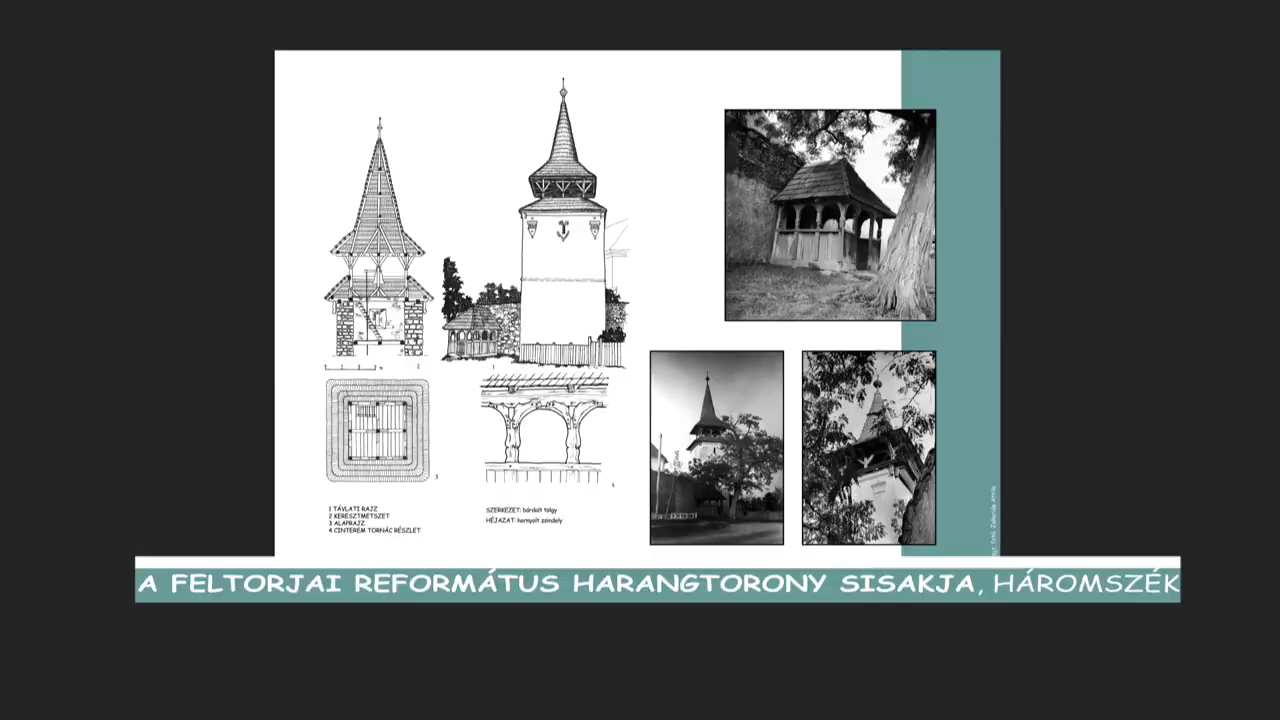 1 TÁVLATI RAJZ
2 KERESZTMETSZET
3 ALAPRAJZ
4 CINTEREM TORNÁC RÉSZLET
SZERKEZET: bárdolt tölgy
HÉJAZAT: hornyolt zsindely
A FELTORJAI REFORMÁTUS HARANGTORONY SISAKJA, HÁROMSZÉK